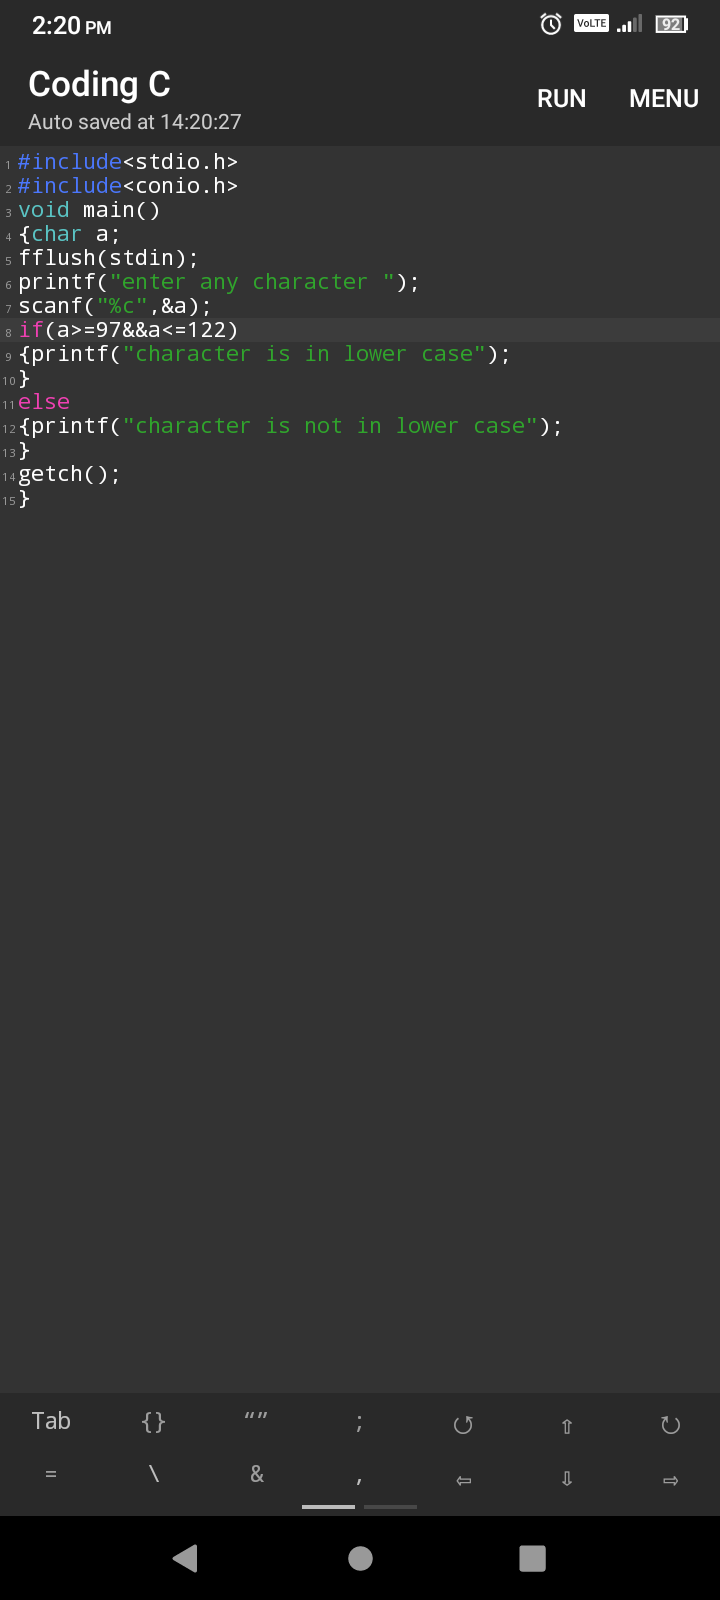 2:20 PM
VoLTE
92
Coding C
RUN
MENU
Auto saved at 14:20:27
1 #include<stdio.h>
2 #include<conio.h>
3 void main()
4 {char a;
5 fflush(stdin);
6 printf("enter any character ");
7 scanf("%c",&a);
8 if(a>=97&&a<=122)
9 {printf("character is in lower case");
10 }
11 else
12 {printf("character is not in lower case");
13 }
14 getch();
15 }
Tab {} “” ; ⭯ ⇧ ⭮
= \ & , ⇦ ⇩ ⇨